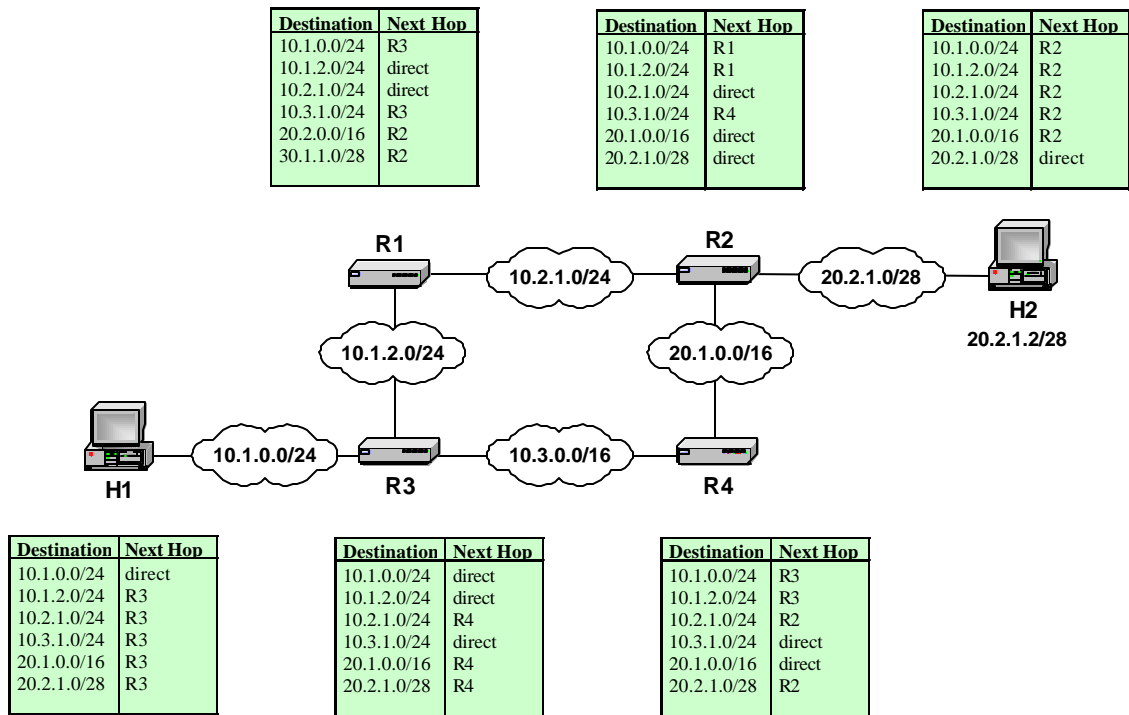 Destination Next Hop
10.1.0.0/24 R3
10.1.2.0/24 direct
10.2.1.0/24 direct
10.3.1.0/24 R3
20.2.0.0/16 R2
30.1.1.0/28 R2
Destination Next Hop
10.1.0.0/24 R1
10.1.2.0/24 R1
10.2.1.0/24 direct
10.3.1.0/24 R4
20.1.0.0/16 direct
20.2.1.0/28 direct
Destination Next Hop
10.1.0.0/24 R2
10.1.2.0/24 R2
10.2.1.0/24 R2
10.3.1.0/24 R2
20.1.0.0/16 R2
20.2.1.0/28 direct
R1
R2
10.2.1.0/24
20.2.1.0/28
H2
20.2.1.2/28
10.1.2.0/24
20.1.0.0/16
10.1.0.0/24
10.3.0.0/16
H1
R3
R4
Destination Next Hop
10.1.0.0/24 direct
10.1.2.0/24 R3
10.2.1.0/24 R3
10.3.1.0/24 R3
20.1.0.0/16 R3
20.2.1.0/28 R3
Destination Next Hop
10.1.0.0/24 direct
10.1.2.0/24 direct
10.2.1.0/24 R4
10.3.1.0/24 direct
20.1.0.0/16 R4
20.2.1.0/28 R4
Destination Next Hop
10.1.0.0/24 R3
10.1.2.0/24 R3
10.2.1.0/24 R2
10.3.1.0/24 direct
20.1.0.0/16 direct
20.2.1.0/28 R2